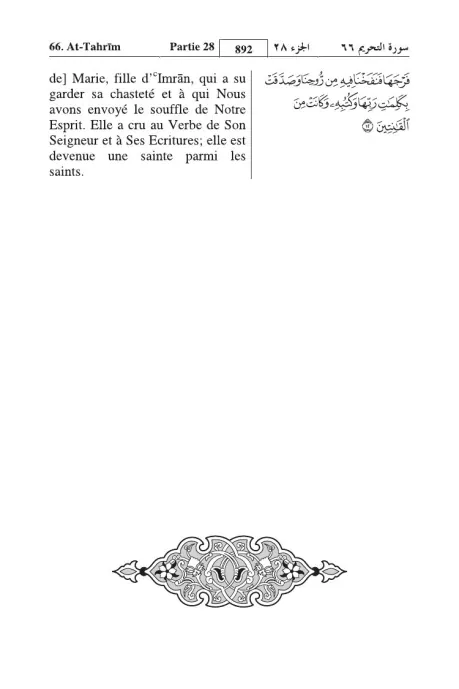 66. At-Tahrīm Partie 28 892 الجزء ٢٨ سورة التحريم ٦٦
de] Marie, fille d’ᶜImrān, qui a su
garder sa chasteté et à qui Nous
avons envoyé le souffle de Notre
Esprit. Elle a cru au Verbe de Son
Seigneur et à Ses Ecritures; elle est
devenue une sainte parmi les
saints.
فَرْجَهَا فَنَفَخْنَا فِيهِ مِن رُّوحِنَا وَصَدَّقَتْ
بِكَلِمَـٰتِ رَبِّهَا وَكُتُبِهِۦ وَكَانَتْ مِنَ
ٱلْقَـٰنِتِينَ ١٢